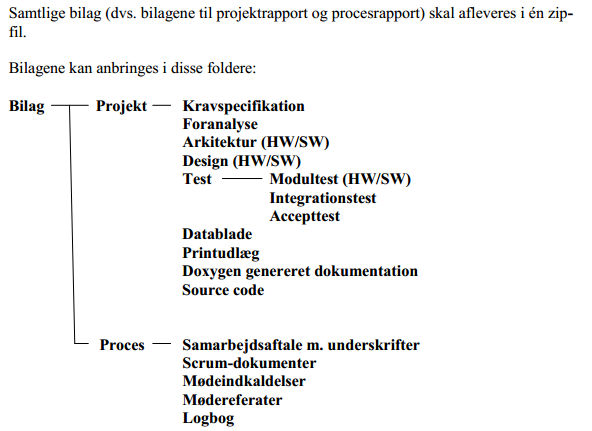 Samtlige bilag (dvs. bilagene til projektrapport og procesrapport) skal afleveres i én zip-
fil.
Bilagene kan anbringes i disse foldere:
Bilag Projekt Kravspecifikation
Foranalyse
Arkitektur (HW/SW)
Design (HW/SW)
Test Modultest (HW/SW)
Integrationstest
Accepttest
Datablade
Printudlæg
Doxygen genereret dokumentation
Source code
Proces Samarbejdsaftale m. underskrifter
Scrum-dokumenter
Mødeindkaldelser
Mødereferater
Logbog